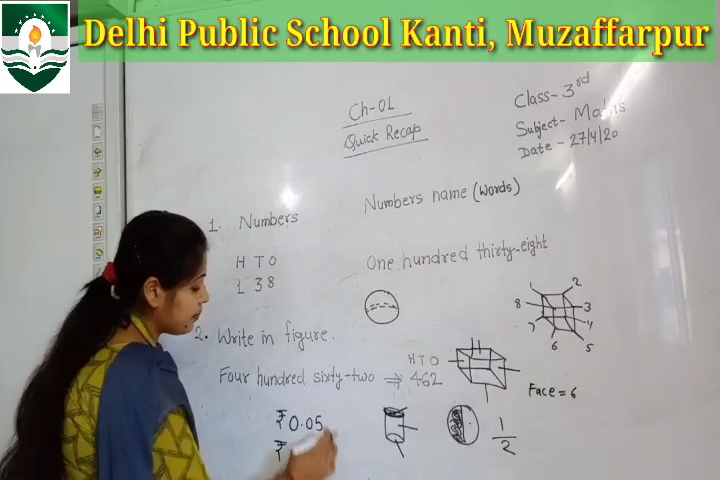 Delhi Public School Kanti, Muzaffarpur
Ch-01
Quick Recap
Class-3rd
Subject- Maths
Date - 27/4/20
1. Numbers
Numbers name (words)
H T O
1 3 8
One hundred thirty-eight
1 2
8 3
7 4
6 5
2. Write in figure.
Four hundred sixty-two ⇒ 462
H T O
Face = 6
₹ 0.05
₹
1
2